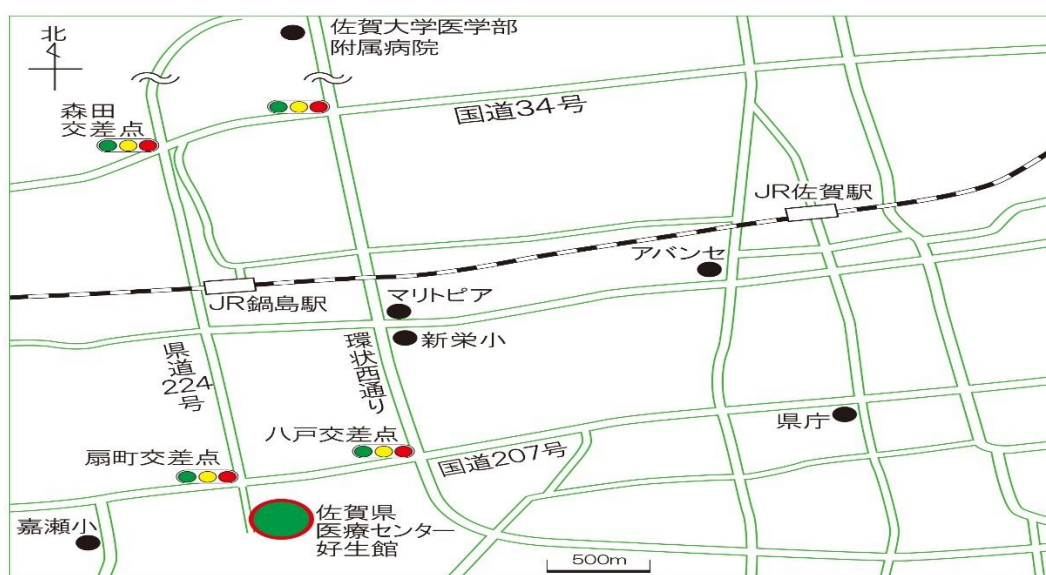 北
佐賀大学医学部
附属病院
森田
交差点
国道34号
JR佐賀駅
アバンセ
JR鍋島駅
マリトピア
新栄小
県道224号
環状西通り
県庁
八戸交差点
国道207号
扇町交差点
嘉瀬小
佐賀県
医療センター
好生館
500m